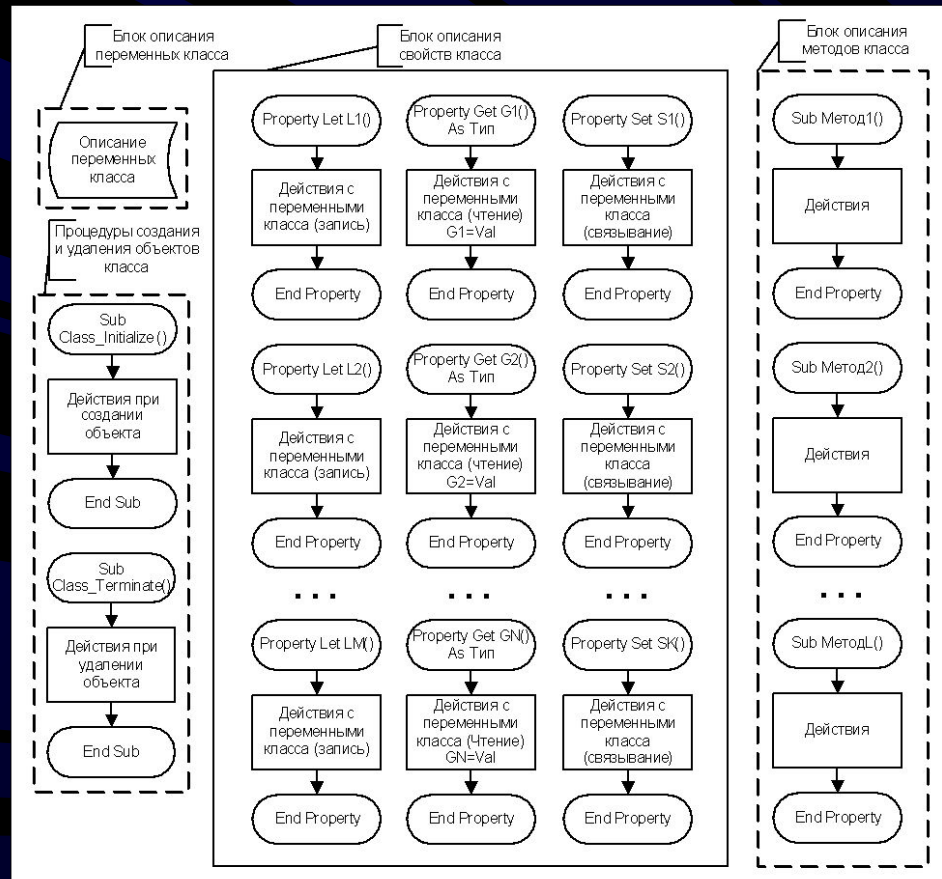 Блок описания
переменных класса
Описание
переменных
класса
Процедуры создания
и удаления объектов
класса
Sub
Class_Initialize()
Действия при
создании
объекта
End Sub
Sub
Class_Terminate()
Действия при
удалении
объекта
End Sub
Блок описания
свойств класса
Property Let L1()
Действия с
переменными
класса (запись)
End Property
Property Get G1()
As Тип
Действия с
переменными
класса (чтение)
G1=Val
End Property
Property Set S1()
Действия с
переменными
класса
(связывание)
End Property
Property Let L2()
Действия с
переменными
класса (запись)
End Property
Property Get G2()
As Тип
Действия с
переменными
класса (чтение)
G2=Val
End Property
Property Set S2()
Действия с
переменными
класса
(связывание)
End Property
. . .
. . .
. . .
Property Let LM()
Действия с
переменными
класса (запись)
End Property
Property Get GN()
As Тип
Действия с
переменными
класса (Чтение)
GN=Val
End Property
Property Set SK()
Действия с
переменными
класса
(связывание)
End Property
Блок описания
методов класса
Sub Метод1()
Действия
End Property
Sub Метод2()
Действия
End Property
. . .
Sub МетодL()
Действия
End Property